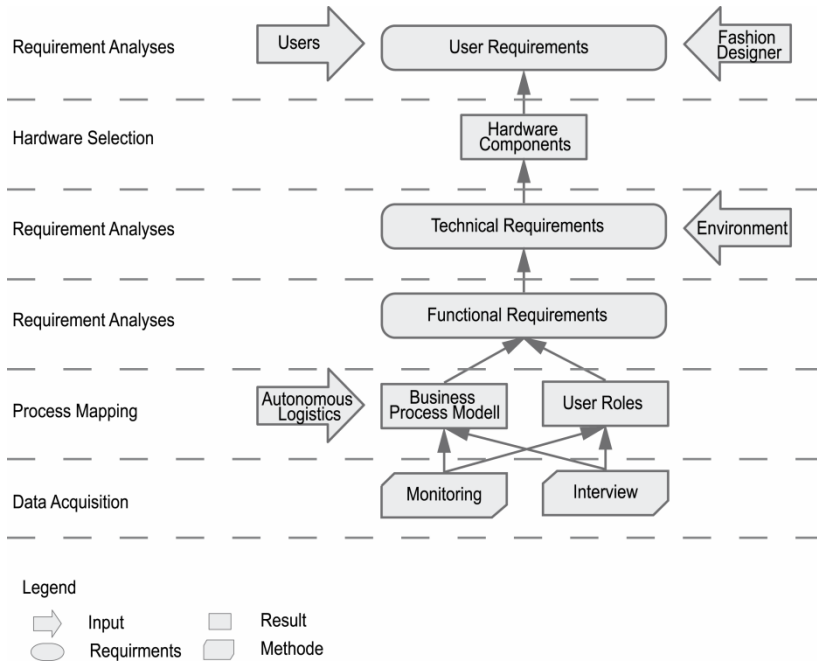 Requirement Analyses
Users
User Requirements
Fashion
Designer
Hardware Selection
Hardware
Components
Requirement Analyses
Technical Requirements
Environment
Requirement Analyses
Functional Requirements
Process Mapping
Autonomous
Logistics
Business
Process Modell
User Roles
Data Acquisition
Monitoring
Interview
Legend
Input
Result
Requirments
Methode